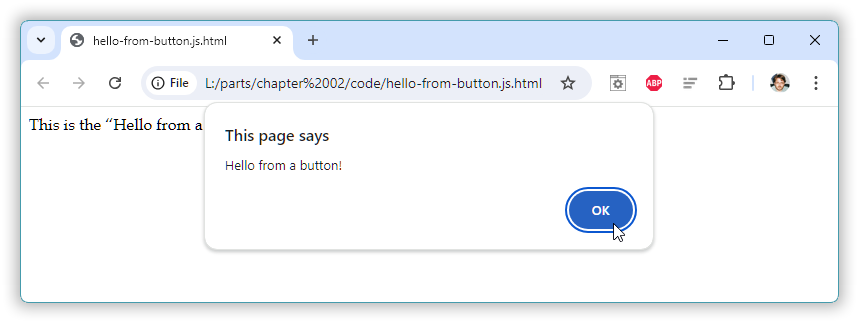 hello-from-button.js.html
File L:/parts/chapter%2002/code/hello-from-button.js.html
ABP
This is the “Hello from a
This page says
Hello from a button!
OK